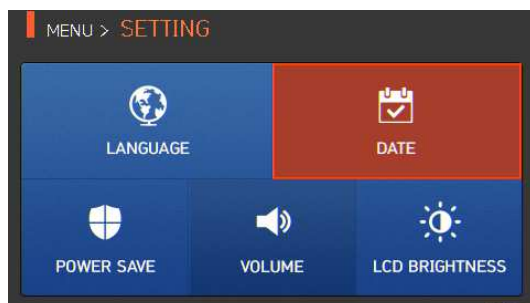 MENU > SETTING
LANGUAGE
DATE
POWER SAVE
VOLUME
LCD BRIGHTNESS